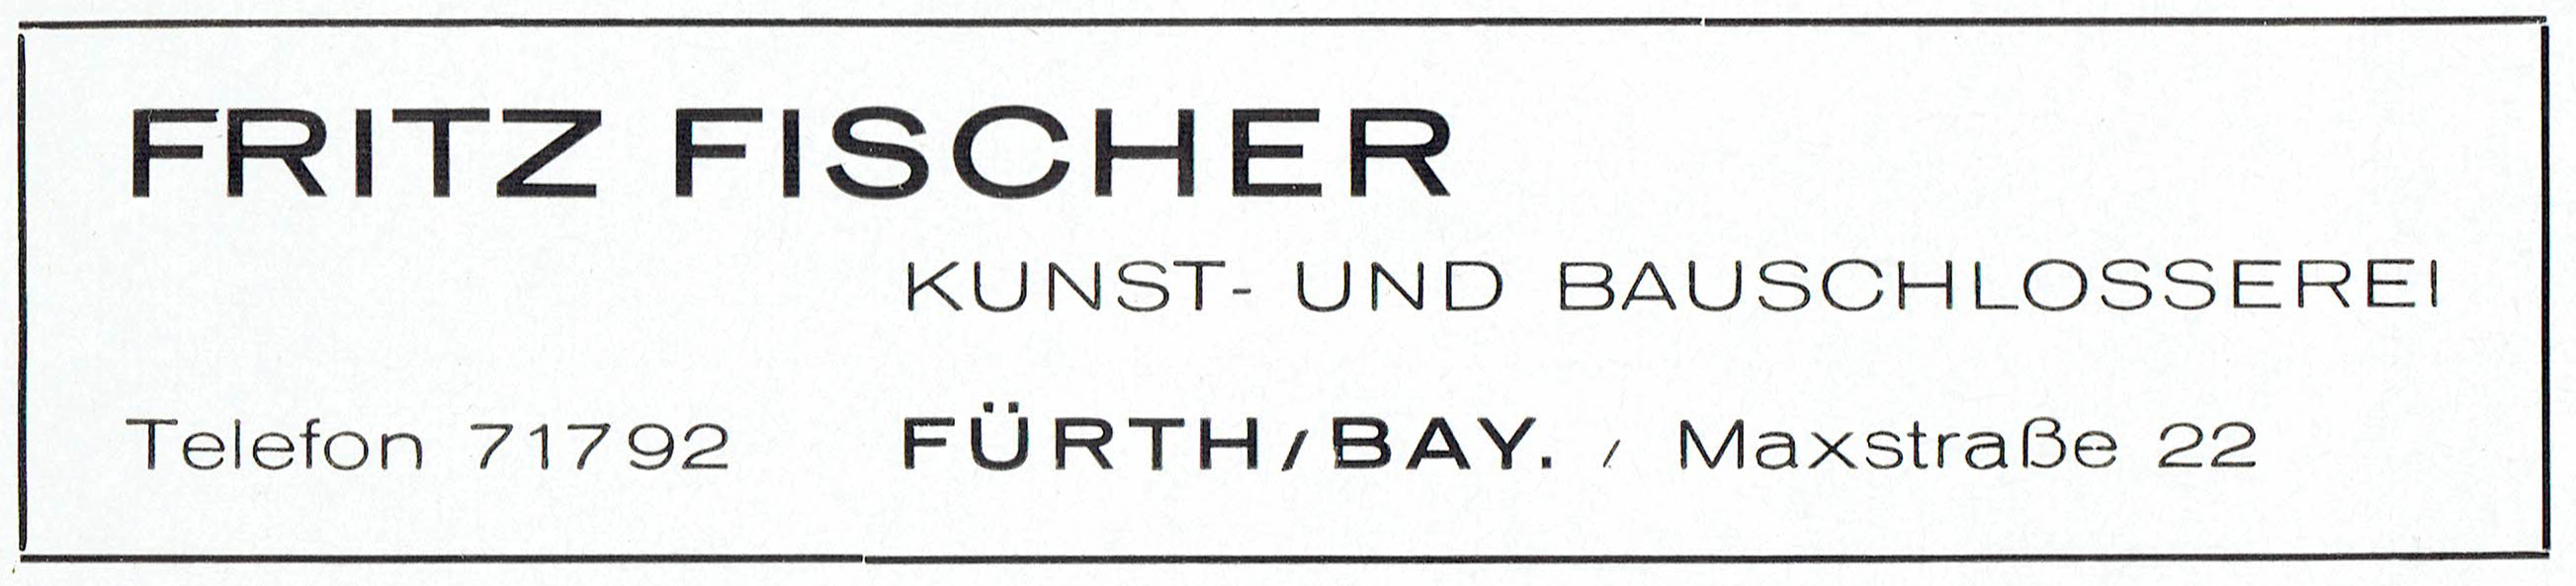 FRITZ FISCHER
KUNST- UND BAUSCHLOSSEREI
Telefon 71792 FÜRTH/BAY. / Maxstraße 22